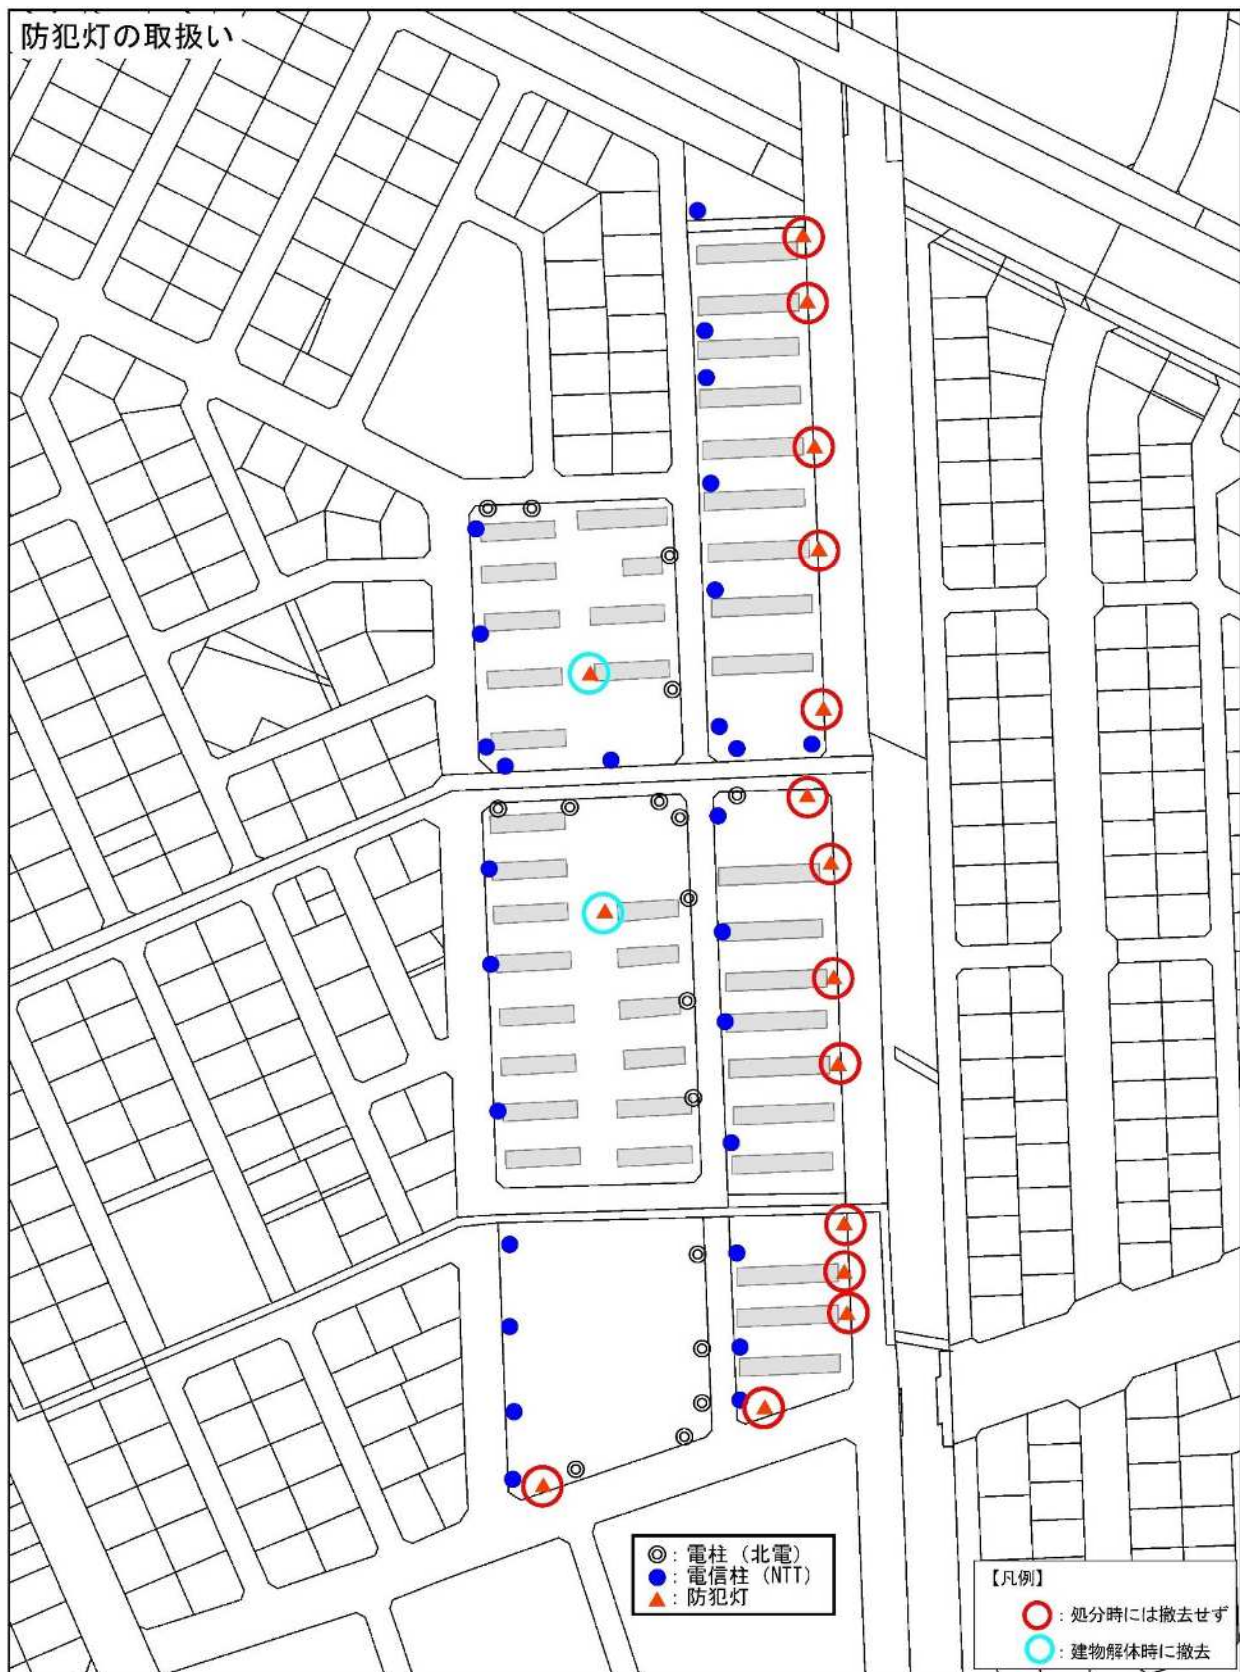 防犯灯の取扱い
◎：電柱（北電）
●：電信柱（NTT）
▲：防犯灯
【凡例】
○：処分時には撤去せず
○：建物解体時に撤去